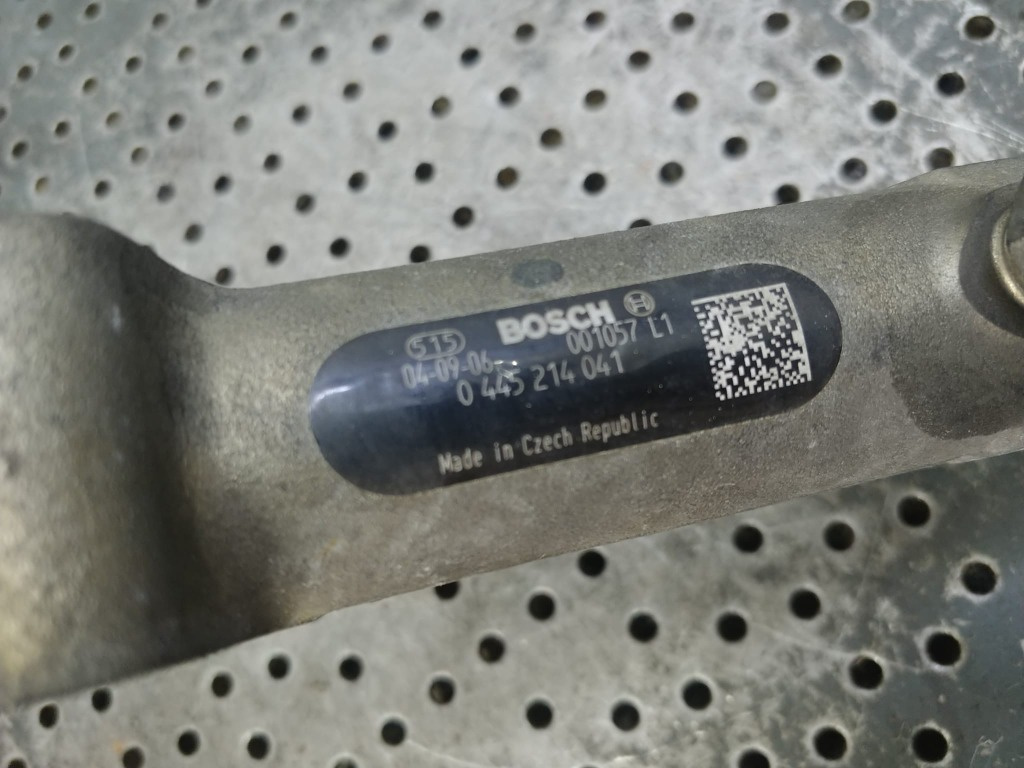 BOSCH
515
001057 L1
04-09-06
0 445 214 041
Made in Czech Republic